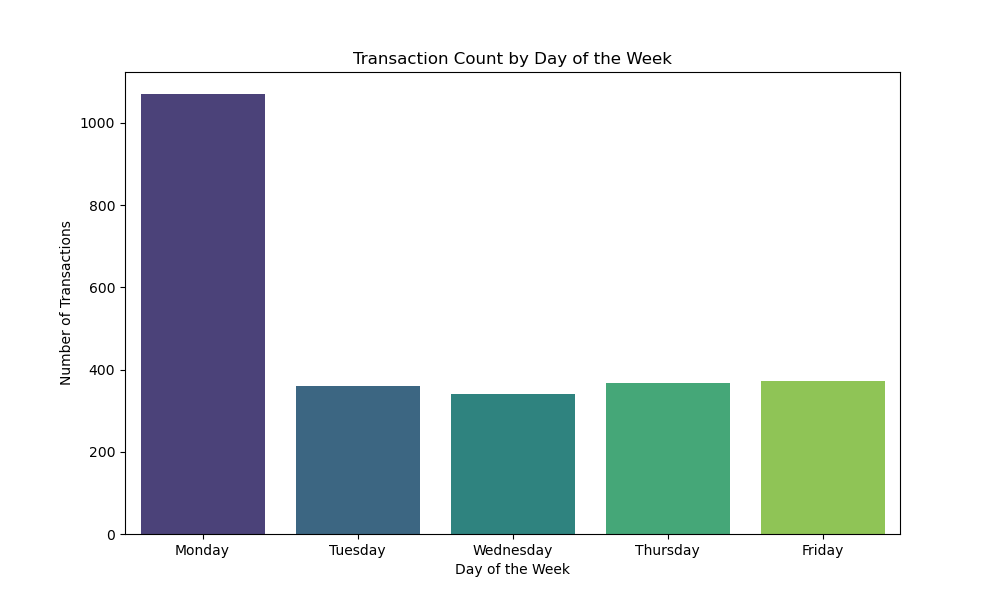 Transaction Count by Day of the Week
Number of Transactions
1000
800
600
400
200
0
Monday Tuesday Wednesday Thursday Friday
Day of the Week